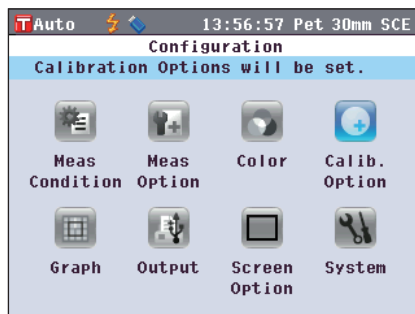 T Auto 13:56:57 Pet 30mm SCE
Configuration
Calibration Options will be set.
Meas Condition
Meas Option
Color
Calib. Option
Graph
Output
Screen Option
System